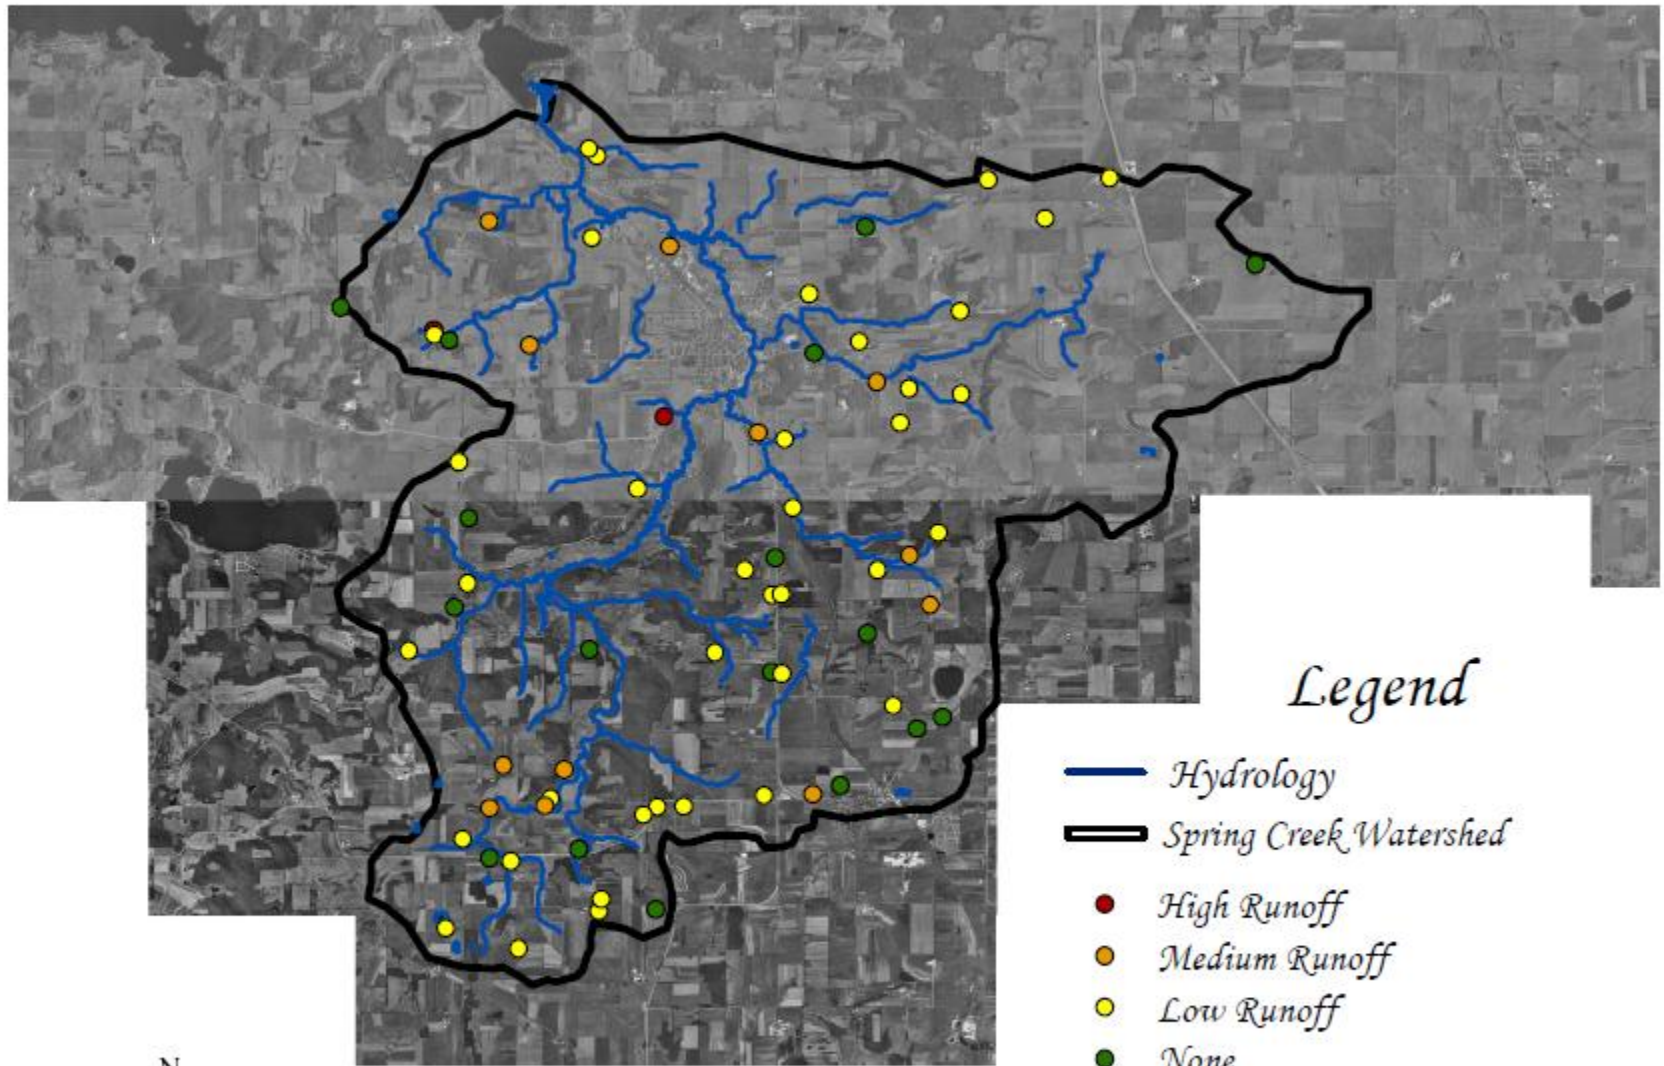 Legend
Hydrology
Spring Creek Watershed
High Runoff
Medium Runoff
Low Runoff
None
N